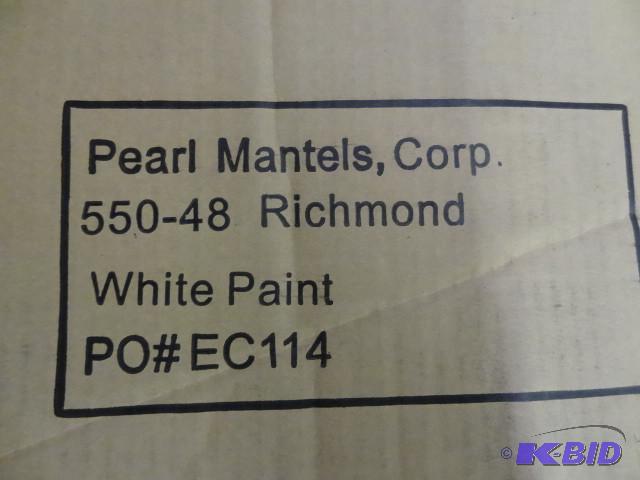 Pearl Mantels, Corp.
550-48 Richmond
White Paint
PO#EC114
© K-BID